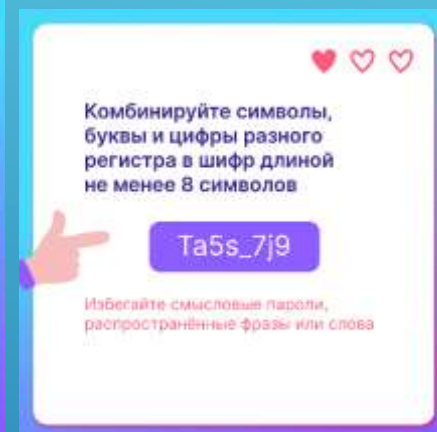 Комбинируйте символы,
буквы и цифры разного
регистра в шифр длиной
не менее 8 символов
Ta5s_7j9
Избегайте смысловые пароли,
распространённые фразы или слова